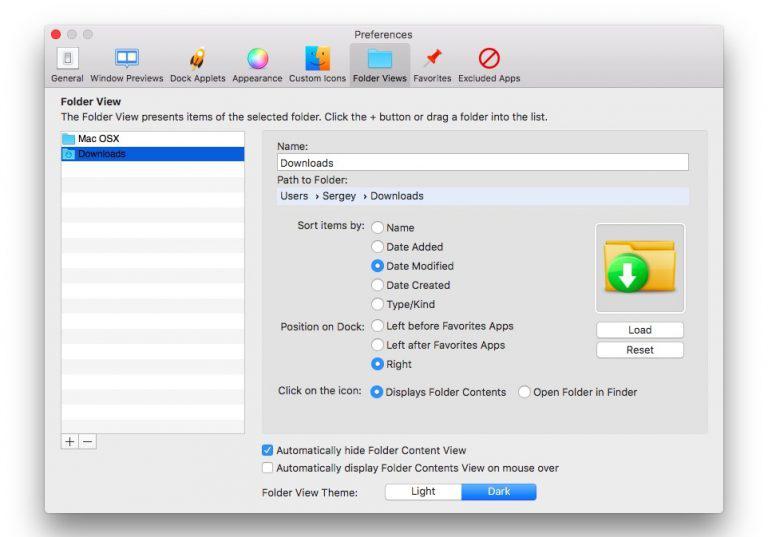 Preferences
General Window Previews Dock Applets Appearance Custom Icons Folder Views Favorites Excluded Apps
Folder View
The Folder View presents items of the selected folder. Click the + button or drag a folder into the list.
Mac OSX
Downloads
Name:
Downloads
Path to Folder:
Users › Sergey › Downloads
Sort items by: Name
Date Added
Date Modified
Date Created
Type/Kind
Load
Reset
Position on Dock: Left before Favorites Apps
Left after Favorites Apps
Right
Click on the icon: Displays Folder Contents Open Folder in Finder
Automatically hide Folder Content View
Automatically display Folder Contents View on mouse over
Folder View Theme: Light Dark